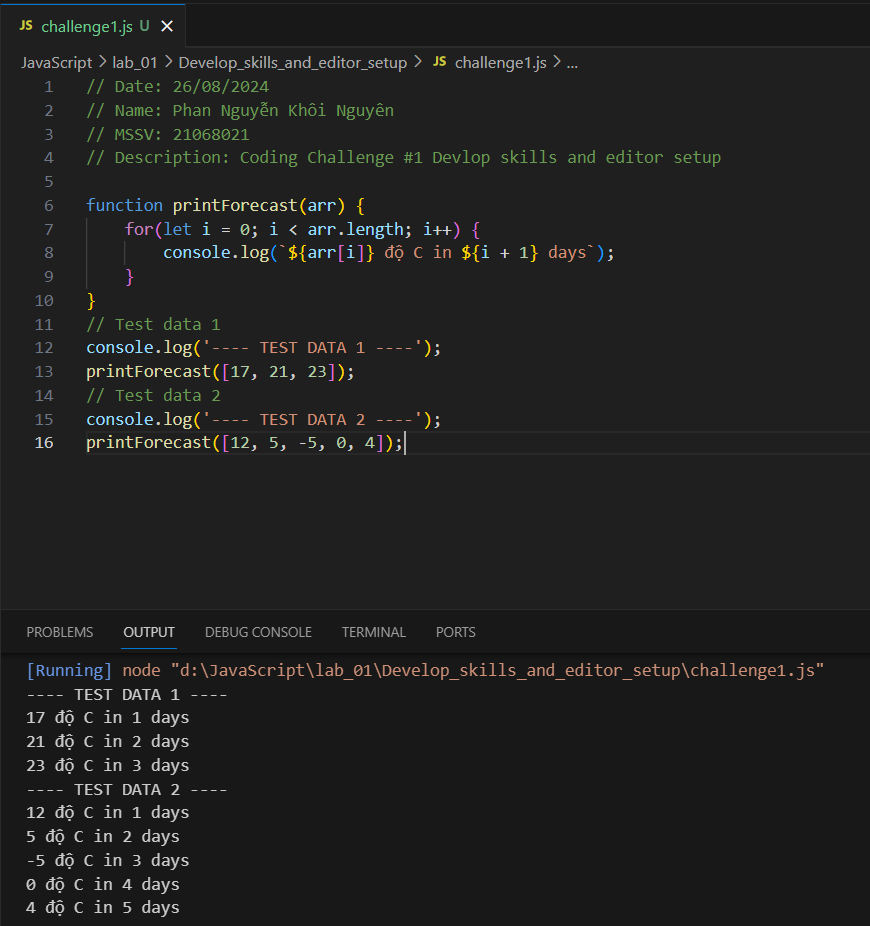 JS challenge1.js U ×
JavaScript > lab_01 > Develop_skills_and_editor_setup > JS challenge1.js > ...
1 // Date: 26/08/2024
2 // Name: Phan Nguyễn Khôi Nguyên
3 // MSSV: 21068021
4 // Description: Coding Challenge #1 Devlop skills and editor setup
5
6 function printForecast(arr) {
7     for(let i = 0; i < arr.length; i++) {
8         console.log(`${arr[i]} độ C in ${i + 1} days`);
9     }
10 }
11 // Test data 1
12 console.log('---- TEST DATA 1 ----');
13 printForecast([17, 21, 23]);
14 // Test data 2
15 console.log('---- TEST DATA 2 ----');
16 printForecast([12, 5, -5, 0, 4]);
PROBLEMS OUTPUT DEBUG CONSOLE TERMINAL PORTS
[Running] node "d:\JavaScript\lab_01\Develop_skills_and_editor_setup\challenge1.js"
---- TEST DATA 1 ----
17 độ C in 1 days
21 độ C in 2 days
23 độ C in 3 days
---- TEST DATA 2 ----
12 độ C in 1 days
5 độ C in 2 days
-5 độ C in 3 days
0 độ C in 4 days
4 độ C in 5 days